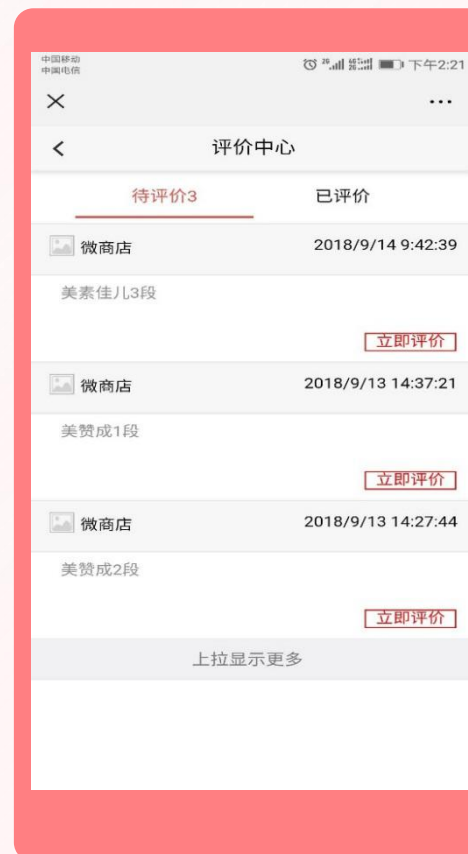 中国移动
中国电信
下午2:21
评价中心
待评价3 已评价
微商店 2018/9/14 9:42:39
美素佳儿3段
立即评价
微商店 2018/9/13 14:37:21
美赞成1段
立即评价
微商店 2018/9/13 14:27:44
美赞成2段
立即评价
上拉显示更多